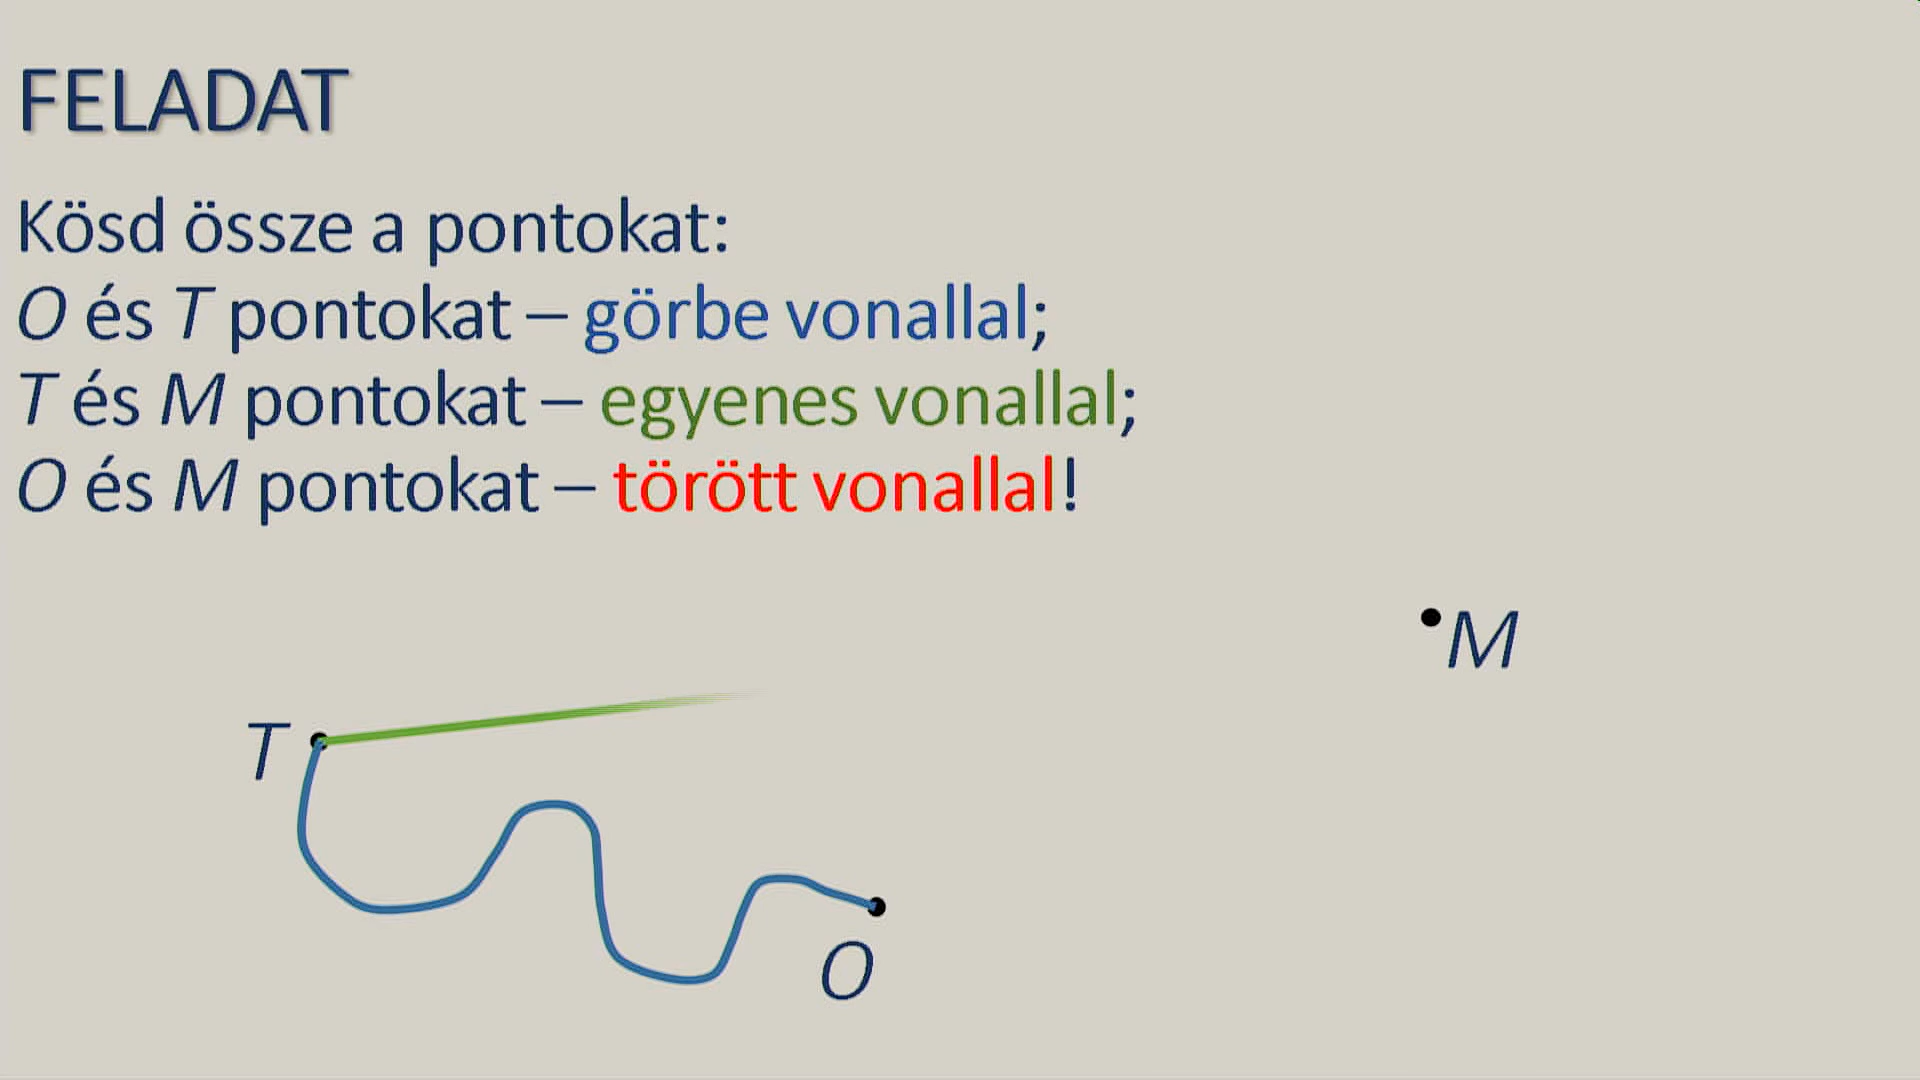 FELADAT
Kösd össze a pontokat:
O és T pontokat – görbe vonallal;
T és M pontokat – egyenes vonallal;
O és M pontokat – törött vonallal!
M
T
O